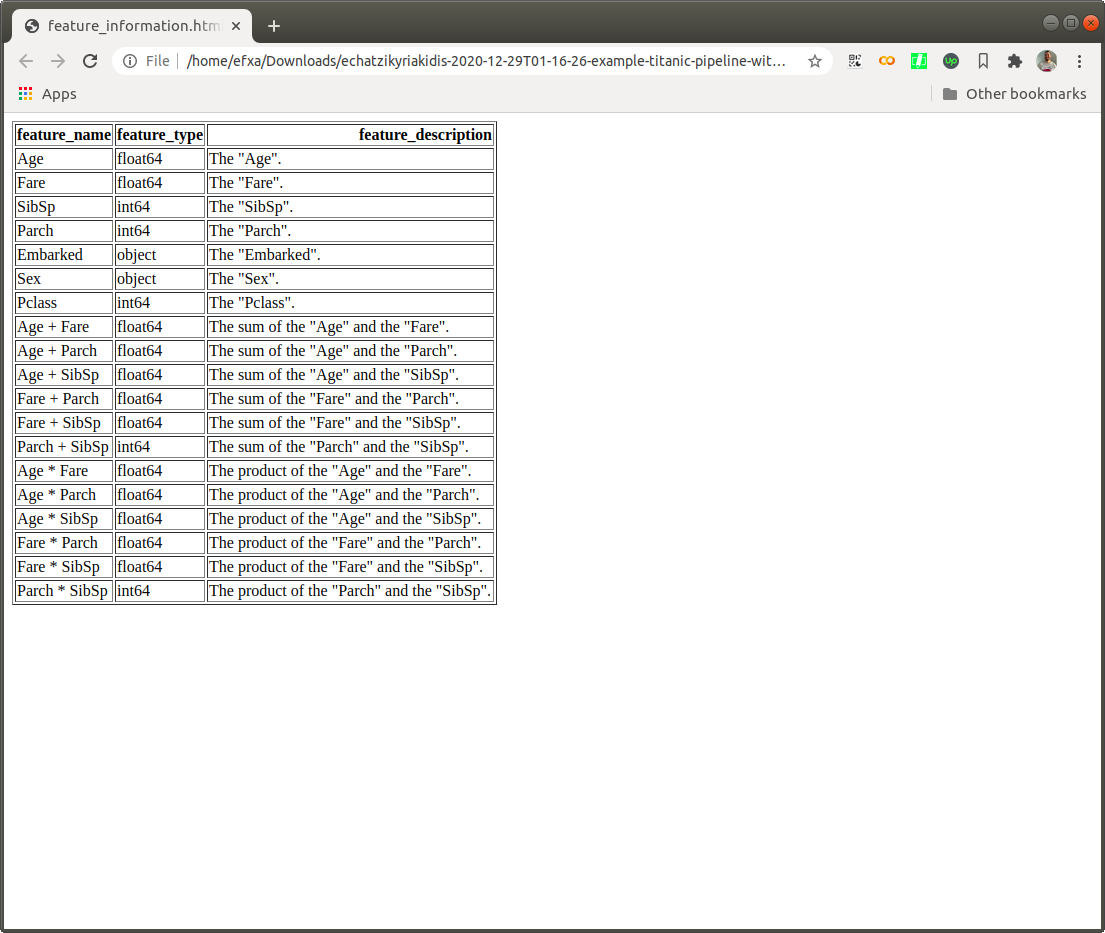 feature_information.htm
File /home/efxa/Downloads/echatzikyriakidis-2020-12-29T01-16-26-example-titanic-pipeline-wit...
Apps Other bookmarks
feature_name feature_type feature_description
Age float64 The "Age".
Fare float64 The "Fare".
SibSp int64 The "SibSp".
Parch int64 The "Parch".
Embarked object The "Embarked".
Sex object The "Sex".
Pclass int64 The "Pclass".
Age + Fare float64 The sum of the "Age" and the "Fare".
Age + Parch float64 The sum of the "Age" and the "Parch".
Age + SibSp float64 The sum of the "Age" and the "SibSp".
Fare + Parch float64 The sum of the "Fare" and the "Parch".
Fare + SibSp float64 The sum of the "Fare" and the "SibSp".
Parch + SibSp int64 The sum of the "Parch" and the "SibSp".
Age * Fare float64 The product of the "Age" and the "Fare".
Age * Parch float64 The product of the "Age" and the "Parch".
Age * SibSp float64 The product of the "Age" and the "SibSp".
Fare * Parch float64 The product of the "Fare" and the "Parch".
Fare * SibSp float64 The product of the "Fare" and the "SibSp".
Parch * SibSp int64 The product of the "Parch" and the "SibSp".